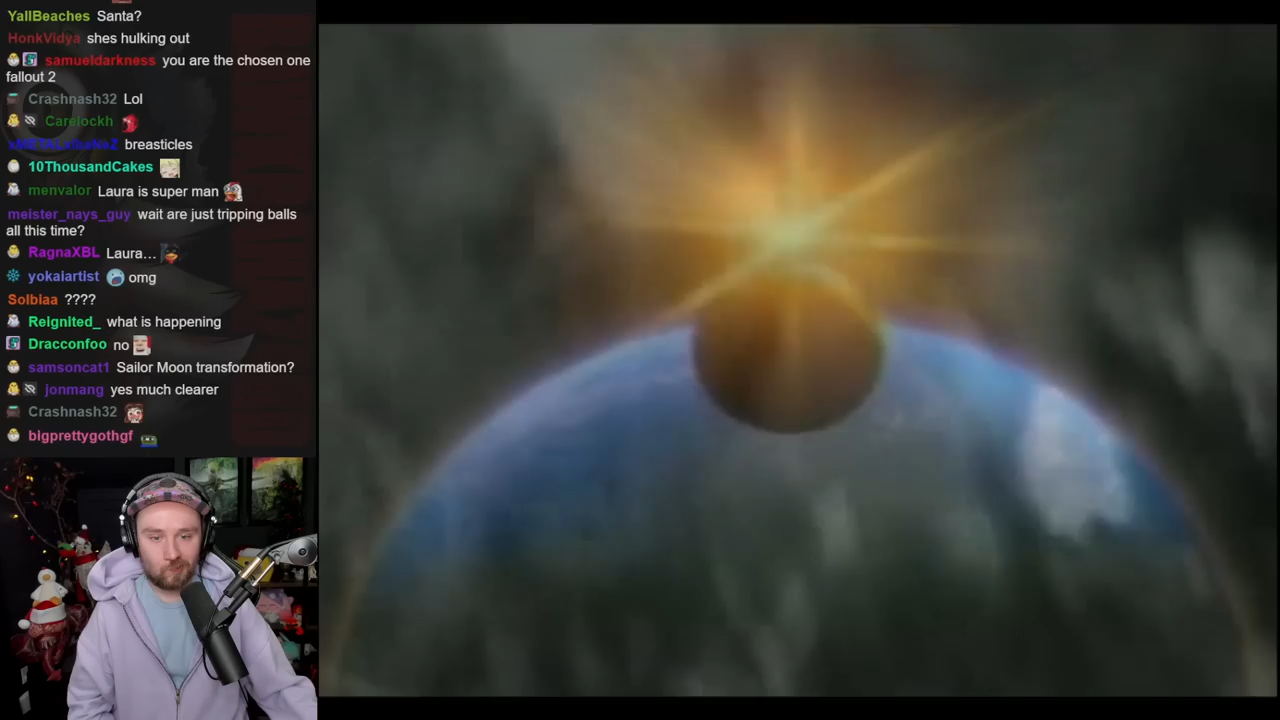 YallBeaches Santa?
HonkVidya shes hulking out
samueldarkness you are the chosen one
fallout 2
Crashnash32 Lol
Carelockh
breasticles
10ThousandCakes
menvalor Laura is super man
meister_nays_guy wait are just tripping balls
all this time?
RagnaXBL Laura...
yokaiartist omg
Solbiaa ????
ReignIted_ what is happening
Dracconfoo no
samsoncat1 Sailor Moon transformation?
jonmang yes much clearer
Crashnash32
bigprettygothgf